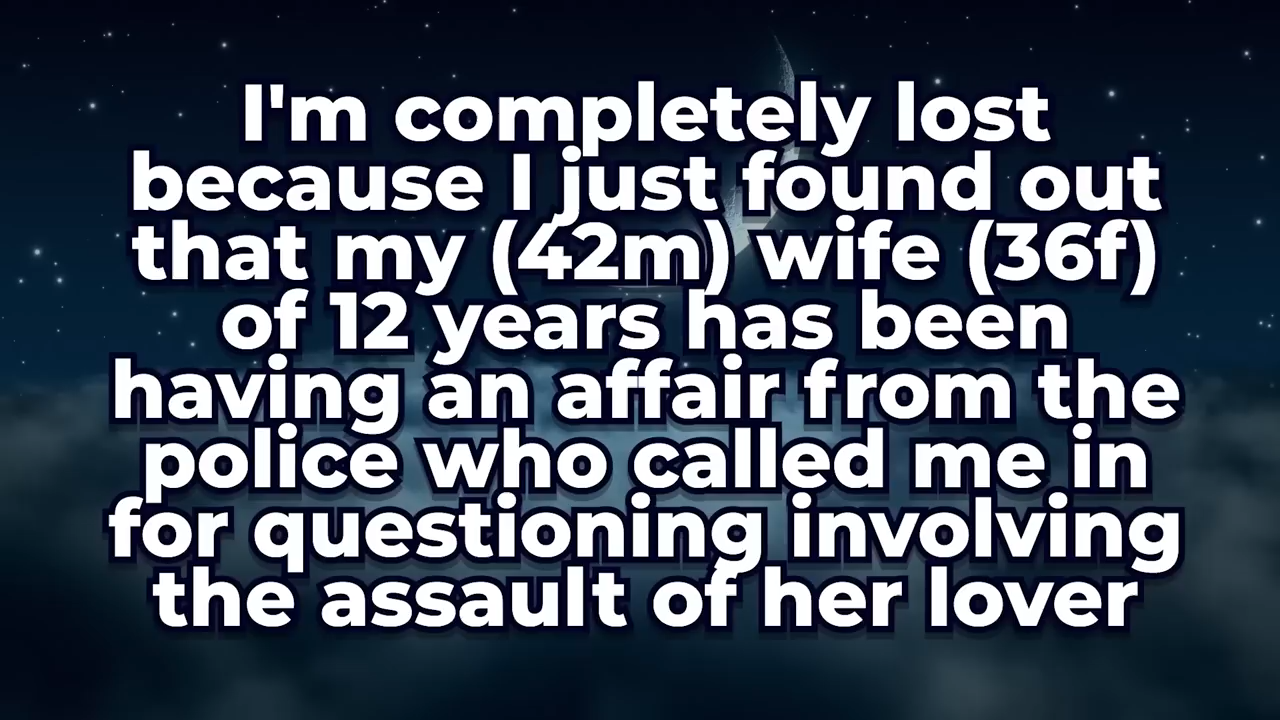 I'm completely lost
because I just found out
that my (42m) wife (36f)
of 12 years has been
having an affair from the
police who called me in
for questioning involving
the assault of her lover